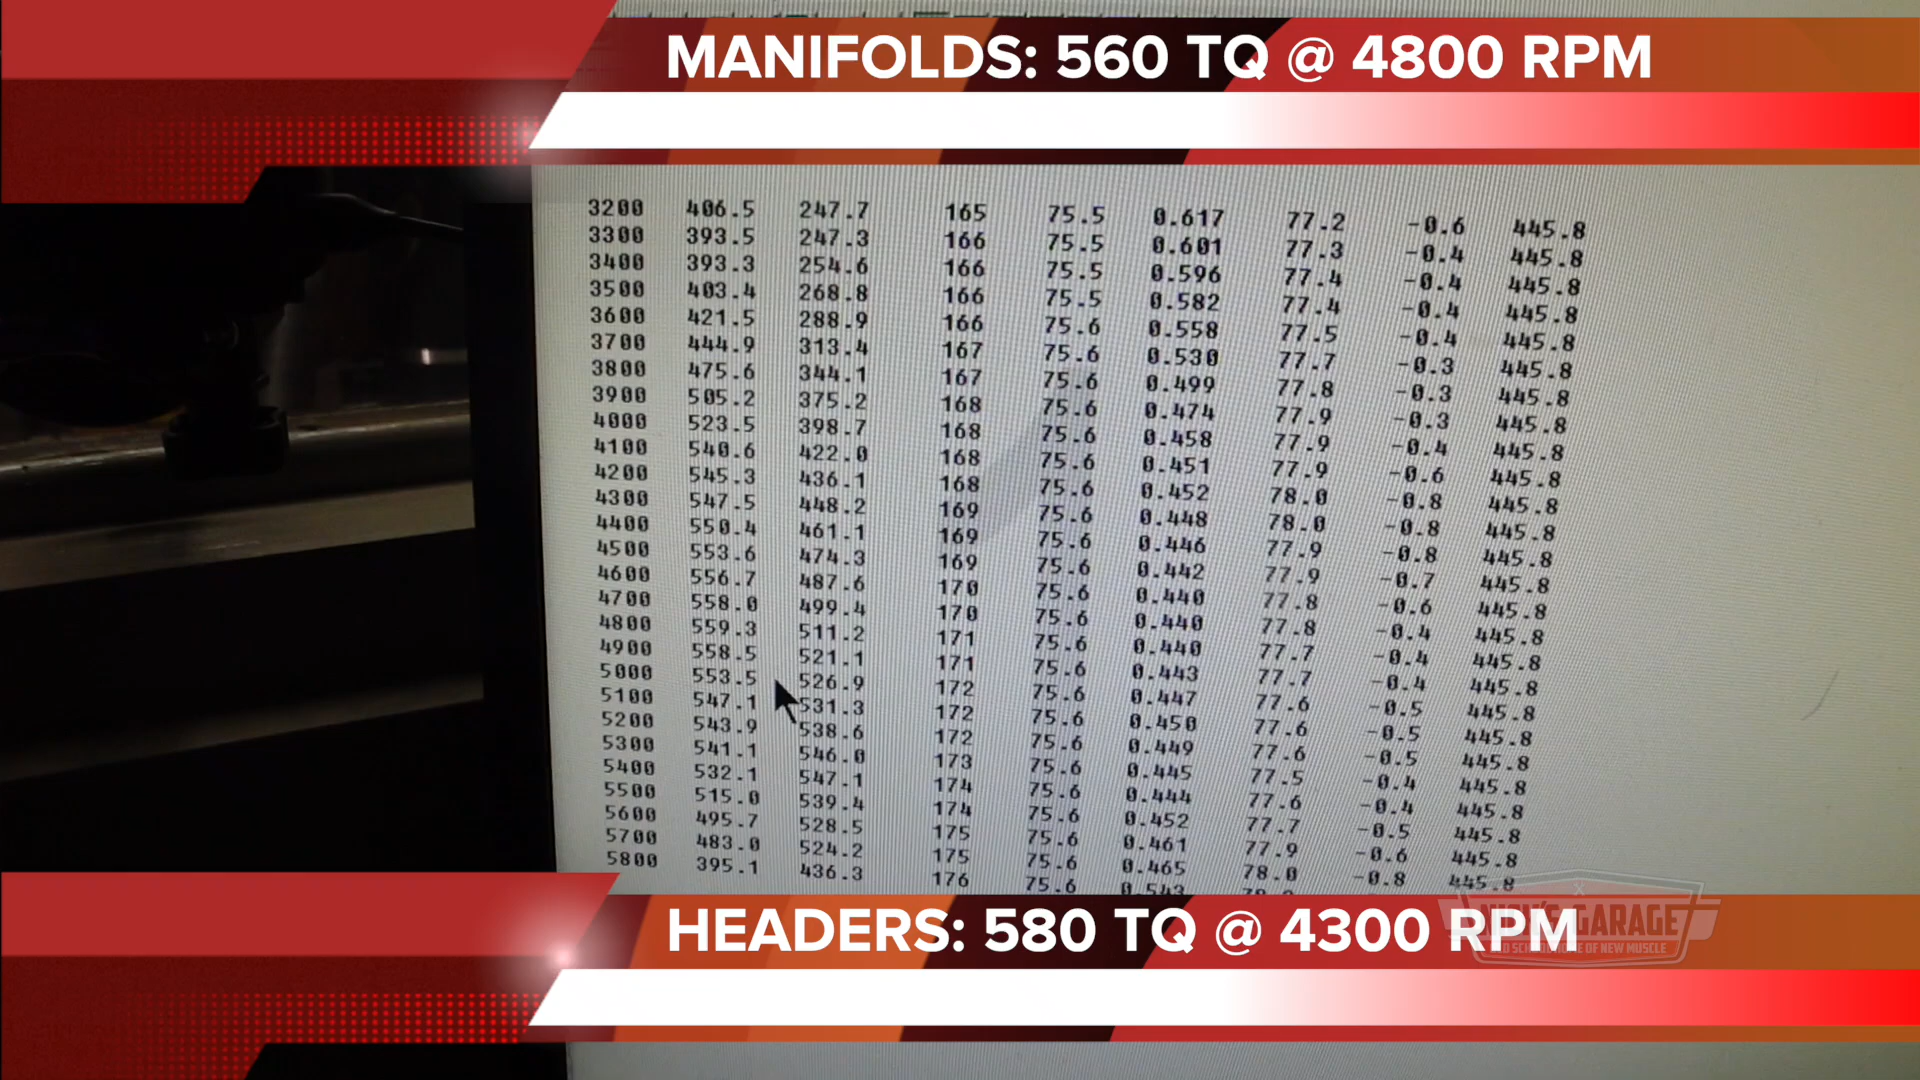 MANIFOLDS: 560 TQ @ 4800 RPM
3200 406.5 247.7 165 75.5 0.617 77.2 -0.6 445.8
3300 393.5 247.3 166 75.5 0.601 77.3 -0.4 445.8
3400 393.3 254.6 166 75.5 0.596 77.4 -0.4 445.8
3500 403.4 268.8 166 75.5 0.582 77.4 -0.4 445.8
3600 421.5 288.9 166 75.6 0.558 77.5 -0.4 445.8
3700 444.9 313.4 167 75.6 0.530 77.7 -0.3 445.8
3800 475.6 344.1 167 75.6 0.499 77.8 -0.3 445.8
3900 505.2 375.2 168 75.6 0.474 77.9 -0.3 445.8
4000 523.5 398.7 168 75.6 0.458 77.9 -0.4 445.8
4100 540.6 422.0 168 75.6 0.451 77.9 -0.6 445.8
4200 545.3 436.1 168 75.6 0.452 78.0 -0.8 445.8
4300 547.5 448.2 169 75.6 0.448 78.0 -0.8 445.8
4400 550.4 461.1 169 75.6 0.446 77.9 -0.8 445.8
4500 553.6 474.3 169 75.6 0.442 77.9 -0.7 445.8
4600 556.7 487.6 170 75.6 0.440 77.8 -0.6 445.8
4700 558.0 499.4 170 75.6 0.440 77.8 -0.4 445.8
4800 559.3 511.2 171 75.6 0.440 77.7 -0.4 445.8
4900 558.5 521.1 171 75.6 0.443 77.7 -0.4 445.8
5000 553.5 526.9 172 75.6 0.447 77.6 -0.5 445.8
5100 547.1 531.3 172 75.6 0.450 77.6 -0.5 445.8
5200 543.9 538.6 172 75.6 0.449 77.6 -0.5 445.8
5300 541.1 546.0 173 75.6 0.445 77.5 -0.4 445.8
5400 532.1 547.1 174 75.6 0.444 77.6 -0.4 445.8
5500 515.0 539.4 174 75.6 0.452 77.7 -0.5 445.8
5600 495.7 528.5 175 75.6 0.461 77.9 -0.6 445.8
5700 483.0 524.2 175 75.6 0.465 78.0 -0.8 445.8
5800 395.1 436.3 176 75.6 0.543
HEADERS: 580 TQ @ 4300 RPM
NICK'S GARAGE
OLD SCHOOL HOME OF NEW MUSCLE